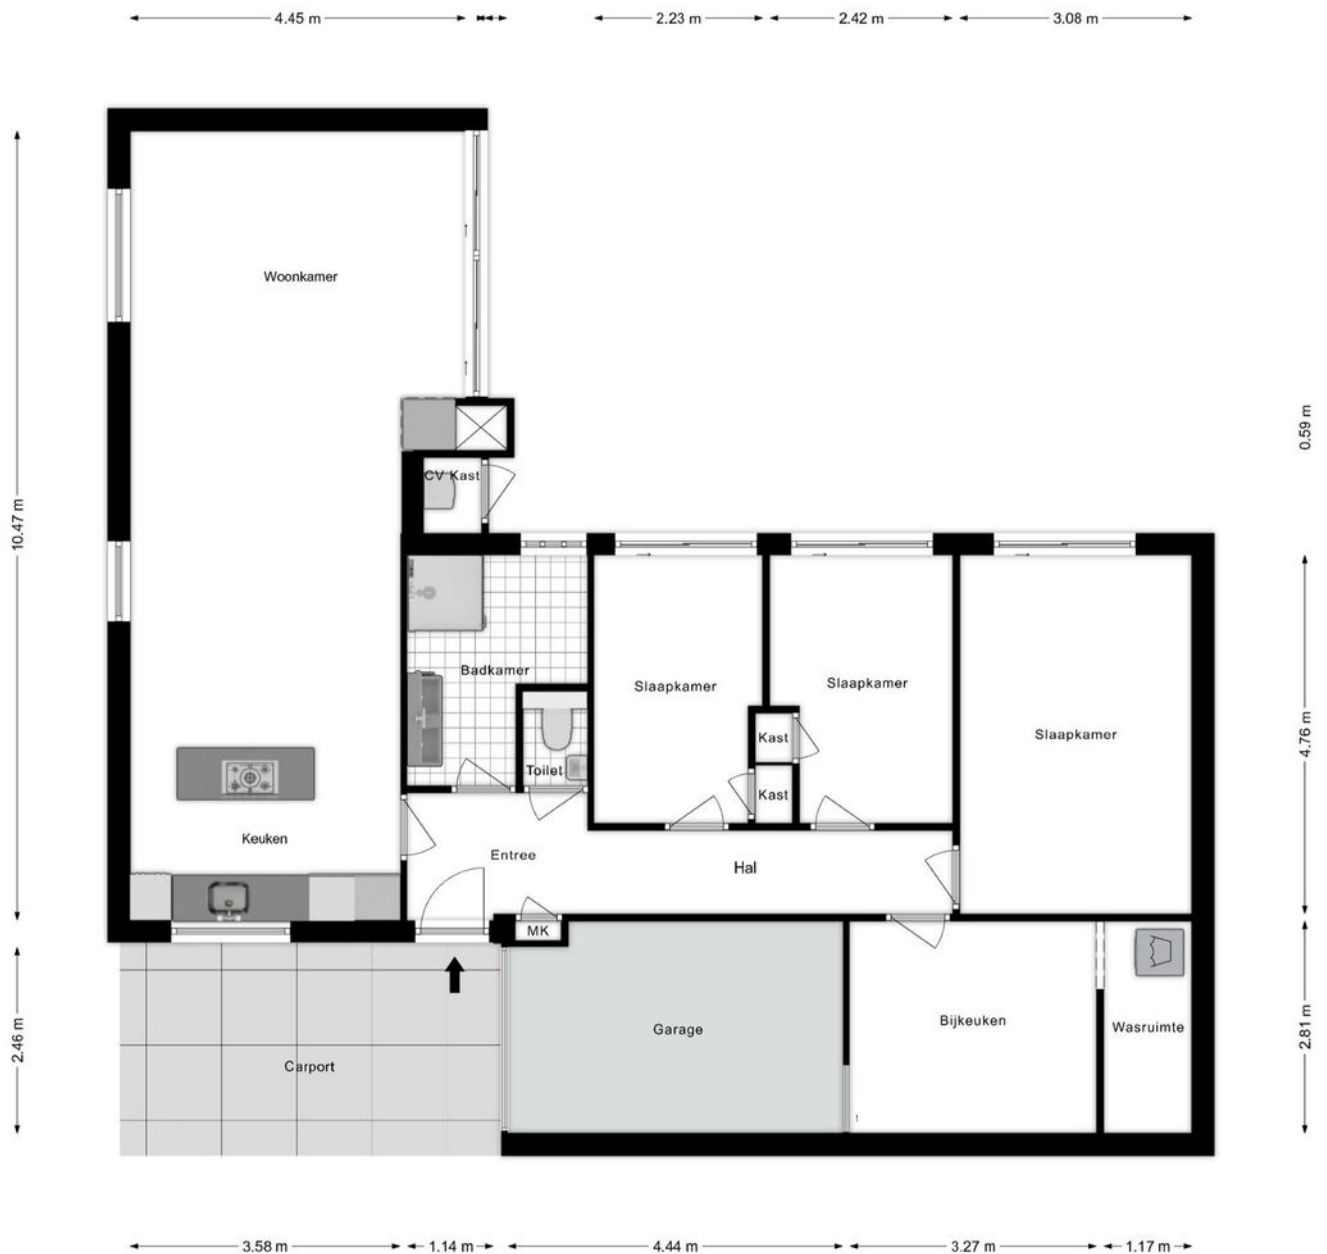 4.45 m
2.23 m
2.42 m
3.08 m
Woonkamer
0.59 m
CV Kast
10.47 m
Badkamer
Slaapkamer
Slaapkamer
Slaapkamer
4.76 m
Kast
Toilet
Kast
Keuken
Entree
Hal
MK
Garage
Bijkeuken
Wasruimte
2.46 m
2.81 m
Carport
3.58 m
1.14 m
4.44 m
3.27 m
1.17 m